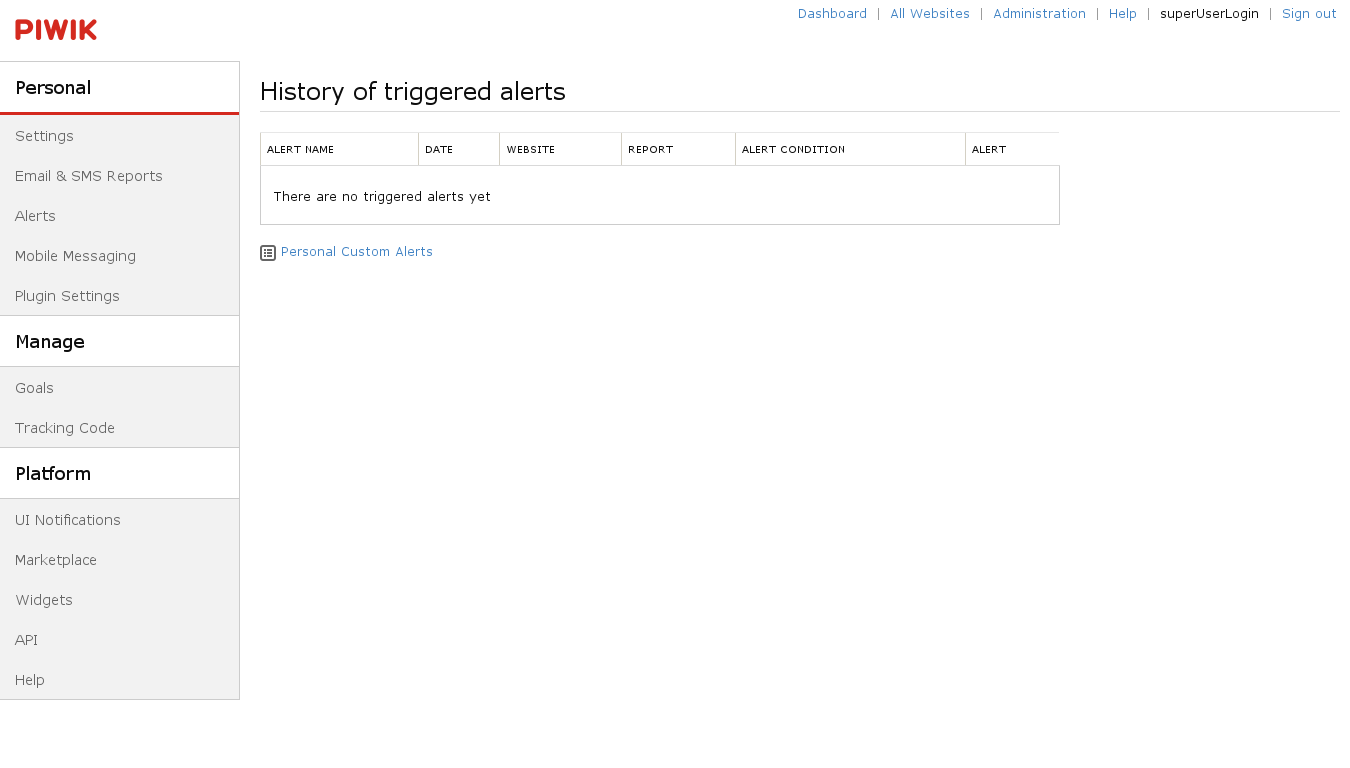 PIWIK
Dashboard | All Websites | Administration | Help | superUserLogin | Sign out
Personal
Settings
Email & SMS Reports
Alerts
Mobile Messaging
Plugin Settings
Manage
Goals
Tracking Code
Platform
UI Notifications
Marketplace
Widgets
API
Help
History of triggered alerts
ALERT NAME DATE WEBSITE REPORT ALERT CONDITION ALERT
There are no triggered alerts yet
Personal Custom Alerts